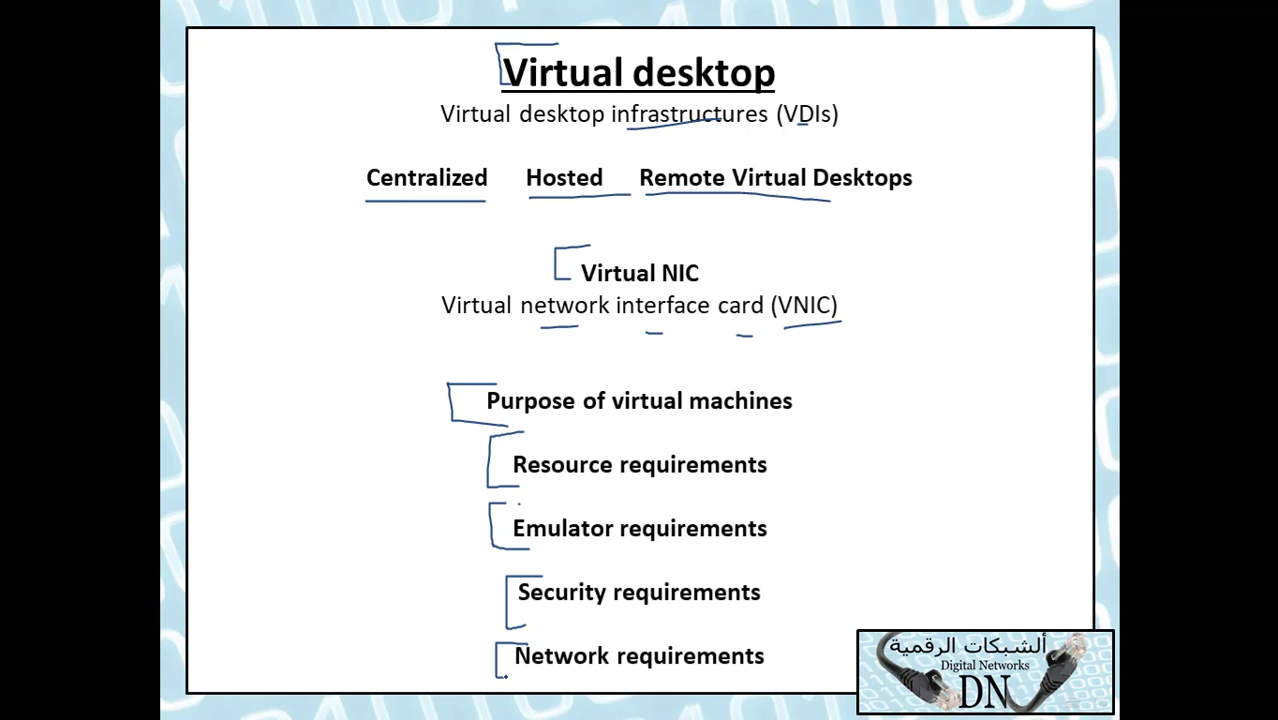 Virtual desktop
Virtual desktop infrastructures (VDIs)
Centralized Hosted Remote Virtual Desktops
Virtual NIC
Virtual network interface card (VNIC)
Purpose of virtual machines
Resource requirements
Emulator requirements
Security requirements
Network requirements
ألشبكات الرقمية
Digital Networks
DN